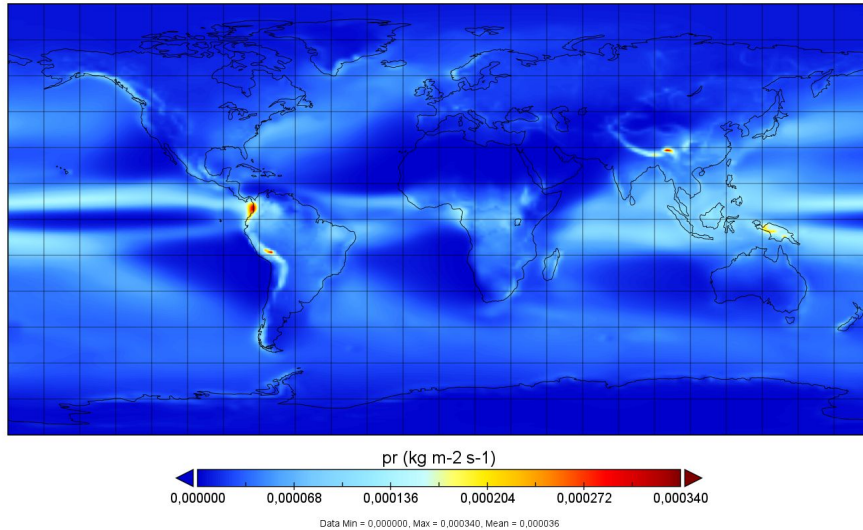 pr (kg m-2 s-1)
0,000000 0,000068 0,000136 0,000204 0,000272 0,000340
Data Min = 0,000000, Max = 0,000340, Mean = 0,000036